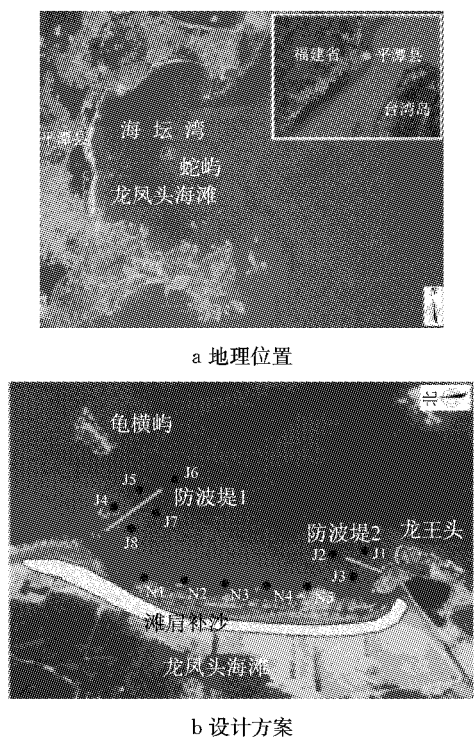 福建省
平潭县
台湾岛
海坛湾
平潭县
蛇屿
龙凤头海滩
a 地理位置
北
龟横屿
J6
J5
防波堤1
J4
J7
龙王头
防波堤2
J8
J2
J1
J3
N1
N2
N3
N4
N5
滩肩补沙
龙凤头海滩
b 设计方案